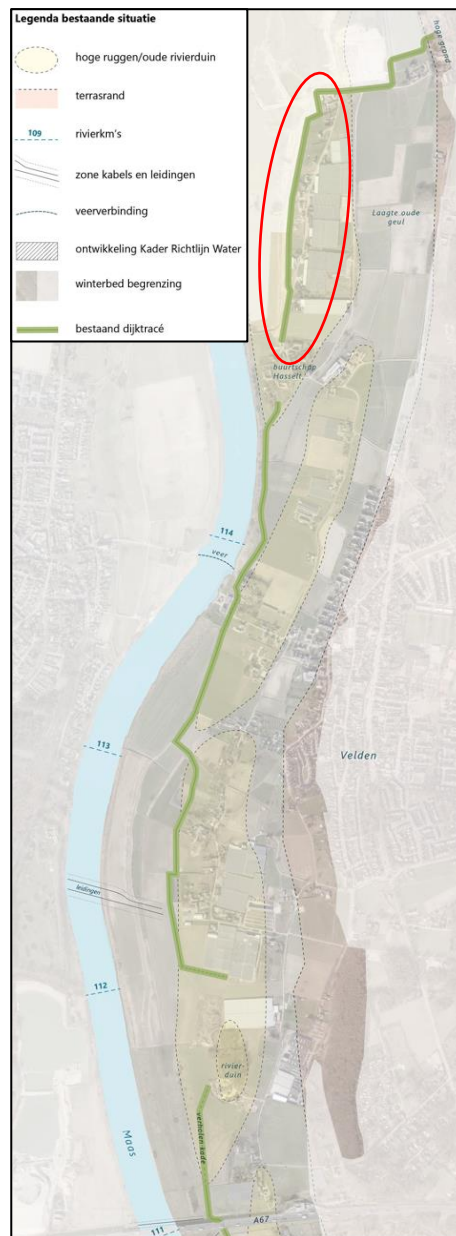 Legenda bestaande situatie
hoge ruggen/oude rivierduin
terrasrand
109
rivierkm's
zone kabels en leidingen
veerverbinding
ontwikkeling Kader Richtlijn Water
winterbed begrenzing
bestaand dijktracé
hoge grond
Laagte oude
geul
buurtschap
Hasselt
114
veer
113
Velden
leidingen
112
rivier-
duin
verholen kade
Maas
A67
111